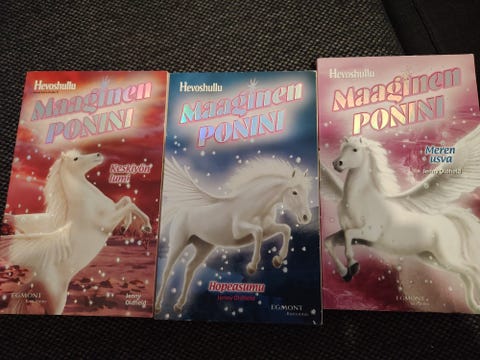 Hevoshullu
Maaginen
PONINI
Keskiyön
lumi
EGMONT
Jenny
Oldfield
Hevoshullu
Maaginen
PONINI
Hopeasumu
Jenny Oldfield
EGMONT
Hevoshullu
Maaginen
PONINI
Meren
usva
Jenny Oldfield
EGMONT